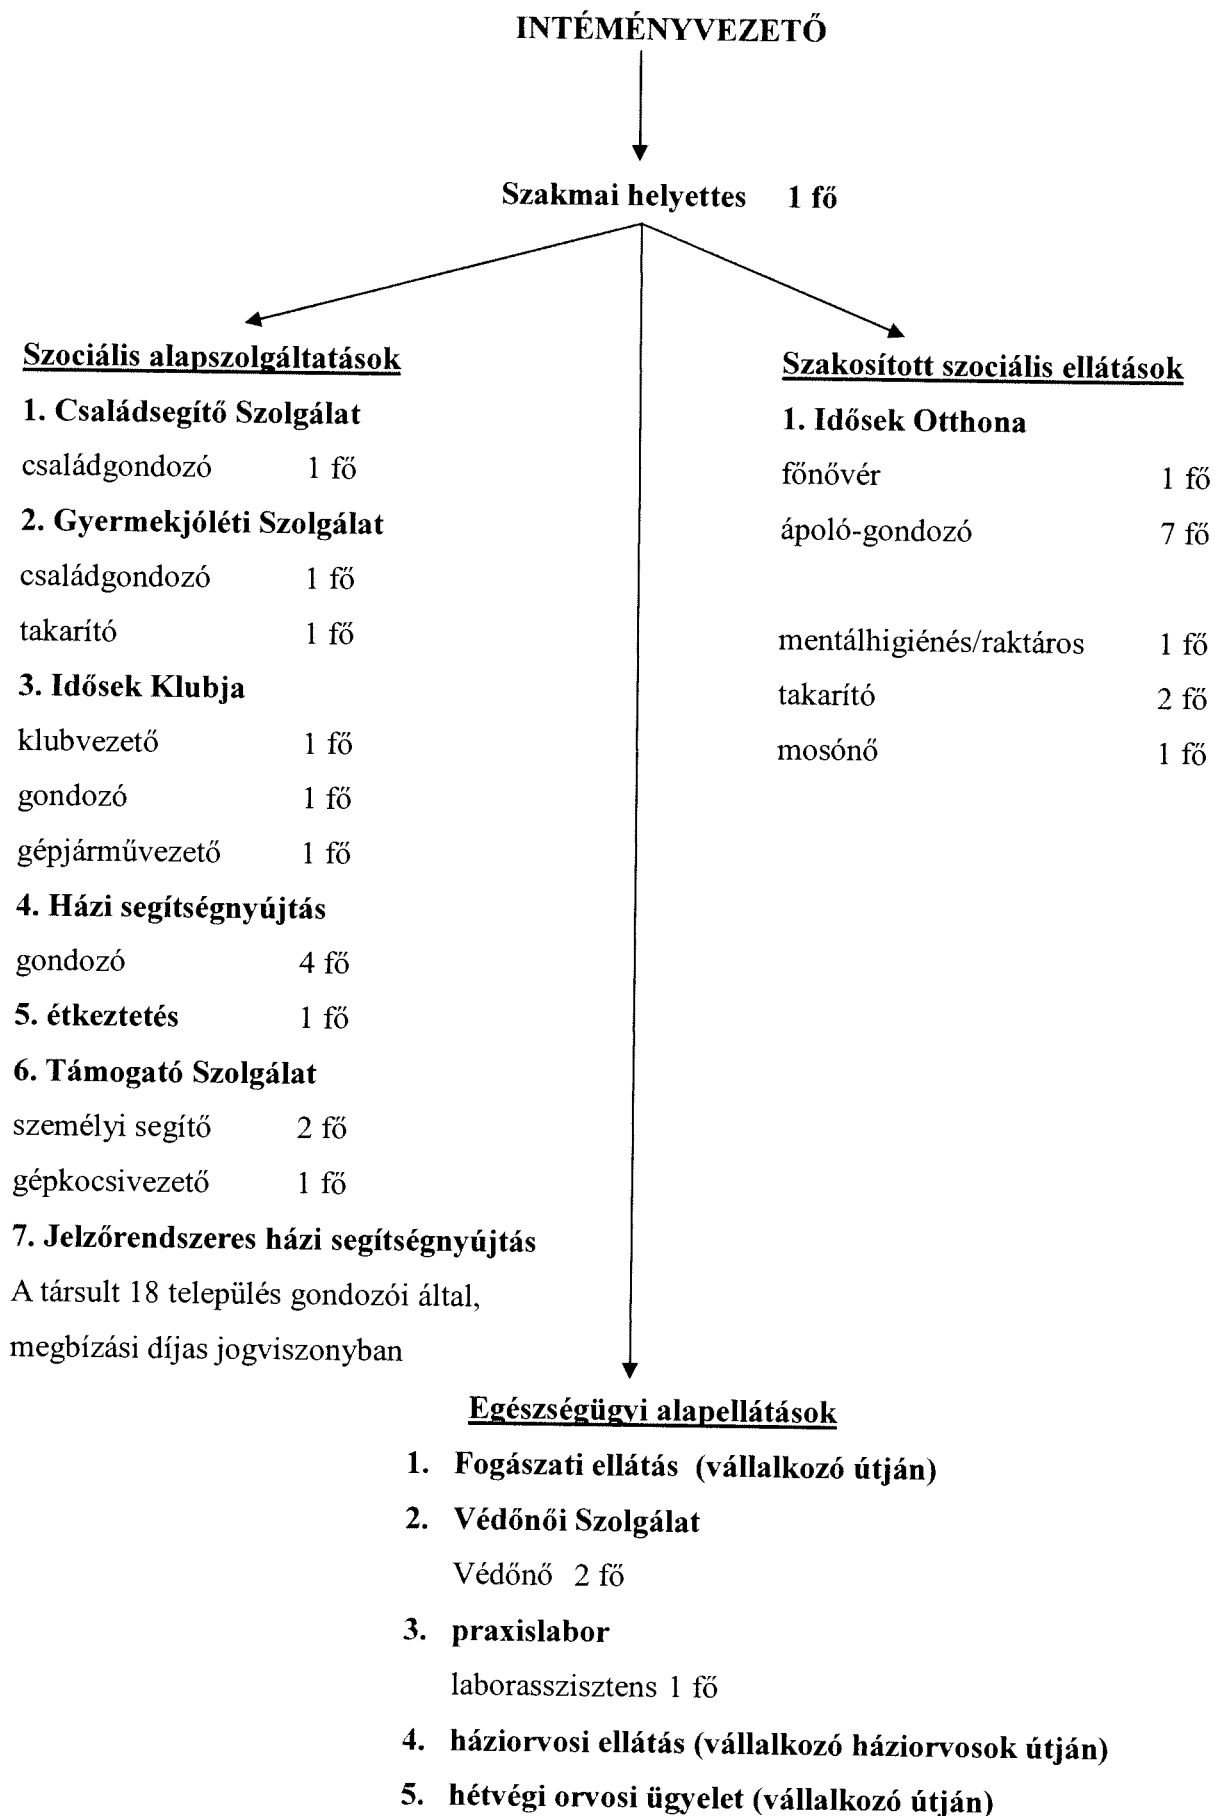 INTÉMÉNYVEZETŐ
Szakmai helyettes 1 fő
Szociális alapszolgáltatások
1. Családsegítő Szolgálat
családgondozó 1 fő
2. Gyermekjóléti Szolgálat
családgondozó 1 fő
takarító 1 fő
3. Idősek Klubja
klubvezető 1 fő
gondozó 1 fő
gépjárművezető 1 fő
4. Házi segítségnyújtás
gondozó 4 fő
5. étkeztetés 1 fő
6. Támogató Szolgálat
személyi segítő 2 fő
gépkocsivezető 1 fő
7. Jelzőrendszeres házi segítségnyújtás
A társult 18 település gondozói által,
megbízási díjas jogviszonyban
Szakosított szociális ellátások
1. Idősek Otthona
főnővér 1 fő
ápoló-gondozó 7 fő
mentálhigiénés/raktáros 1 fő
takarító 2 fő
mosónő 1 fő
Egészségügyi alapellátások
1. Fogászati ellátás (vállalkozó útján)
2. Védőnői Szolgálat
Védőnő 2 fő
3. praxislabor
laborasszisztens 1 fő
4. háziorvosi ellátás (vállalkozó háziorvosok útján)
5. hétvégi orvosi ügyelet (vállalkozó útján)